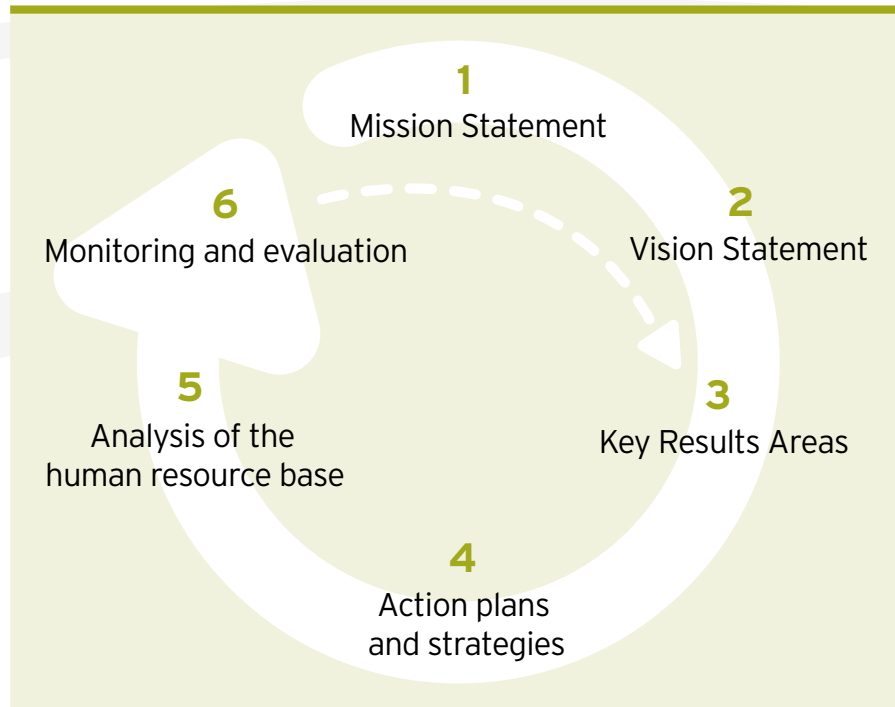 1
Mission Statement
2
Vision Statement
3
Key Results Areas
4
Action plans
and strategies
5
Analysis of the
human resource base
6
Monitoring and evaluation